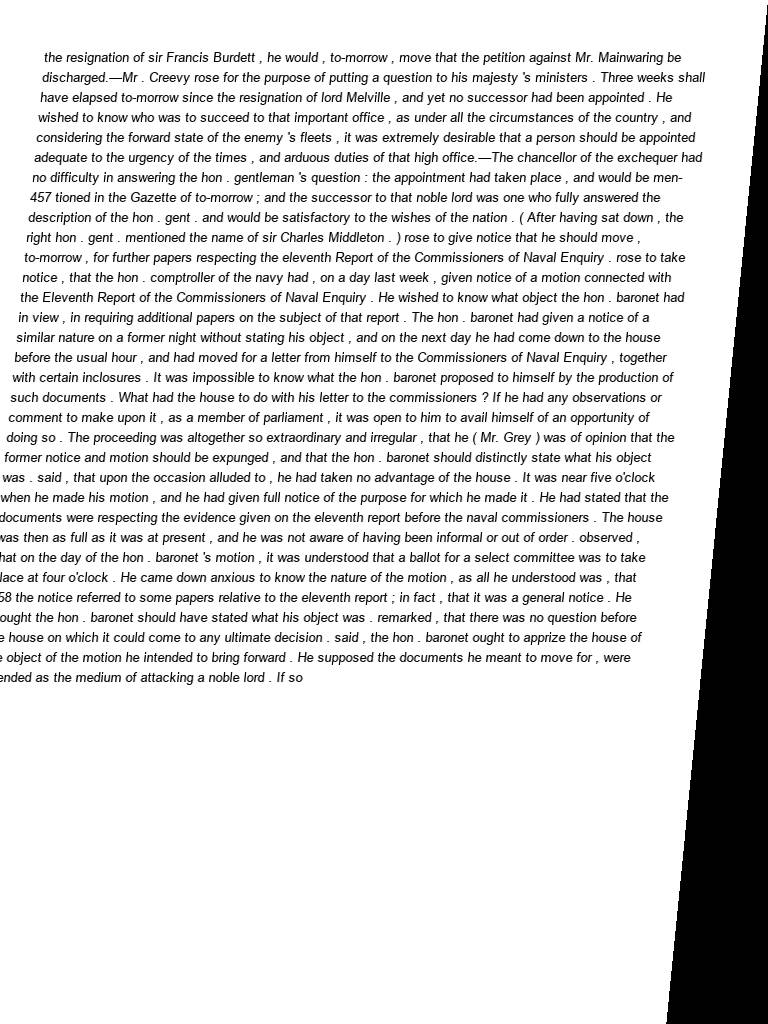 the resignation of sir Francis Burdett , he would , to-morrow , move that the petition against Mr. Mainwaring be
discharged.—Mr . Creevy rose for the purpose of putting a question to his majesty 's ministers . Three weeks shall
have elapsed to-morrow since the resignation of lord Melville , and yet no successor had been appointed . He
wished to know who was to succeed to that important office , as under all the circumstances of the country , and
considering the forward state of the enemy 's fleets , it was extremely desirable that a person should be appointed
adequate to the urgency of the times , and arduous duties of that high office.—The chancellor of the exchequer had
no difficulty in answering the hon . gentleman 's question : the appointment had taken place , and would be men-
457 tioned in the Gazette of to-morrow ; and the successor to that noble lord was one who fully answered the
description of the hon . gent . and would be satisfactory to the wishes of the nation . ( After having sat down , the
right hon . gent . mentioned the name of sir Charles Middleton . ) rose to give notice that he should move ,
to-morrow , for further papers respecting the eleventh Report of the Commissioners of Naval Enquiry . rose to take
notice , that the hon . comptroller of the navy had , on a day last week , given notice of a motion connected with
the Eleventh Report of the Commissioners of Naval Enquiry . He wished to know what object the hon . baronet had
in view , in requiring additional papers on the subject of that report . The hon . baronet had given a notice of a
similar nature on a former night without stating his object , and on the next day he had come down to the house
before the usual hour , and had moved for a letter from himself to the Commissioners of Naval Enquiry , together
with certain inclosures . It was impossible to know what the hon . baronet proposed to himself by the production of
such documents . What had the house to do with his letter to the commissioners ? If he had any observations or
comment to make upon it , as a member of parliament , it was open to him to avail himself of an opportunity of
doing so . The proceeding was altogether so extraordinary and irregular , that he ( Mr. Grey ) was of opinion that the
former notice and motion should be expunged , and that the hon . baronet should distinctly state what his object
was . said , that upon the occasion alluded to , he had taken no advantage of the house . It was near five o'clock
when he made his motion , and he had given full notice of the purpose for which he made it . He had stated that the
documents were respecting the evidence given on the eleventh report before the naval commissioners . The house
was then as full as it was at present , and he was not aware of having been informal or out of order . observed ,
hat on the day of the hon . baronet 's motion , it was understood that a ballot for a select committee was to take
lace at four o'clock . He came down anxious to know the nature of the motion , as all he understood was , that
58 the notice referred to some papers relative to the eleventh report ; in fact , that it was a general notice . He
ought the hon . baronet should have stated what his object was . remarked , that there was no question before
e house on which it could come to any ultimate decision . said , the hon . baronet ought to apprize the house of
e object of the motion he intended to bring forward . He supposed the documents he meant to move for , were
ended as the medium of attacking a noble lord . If so